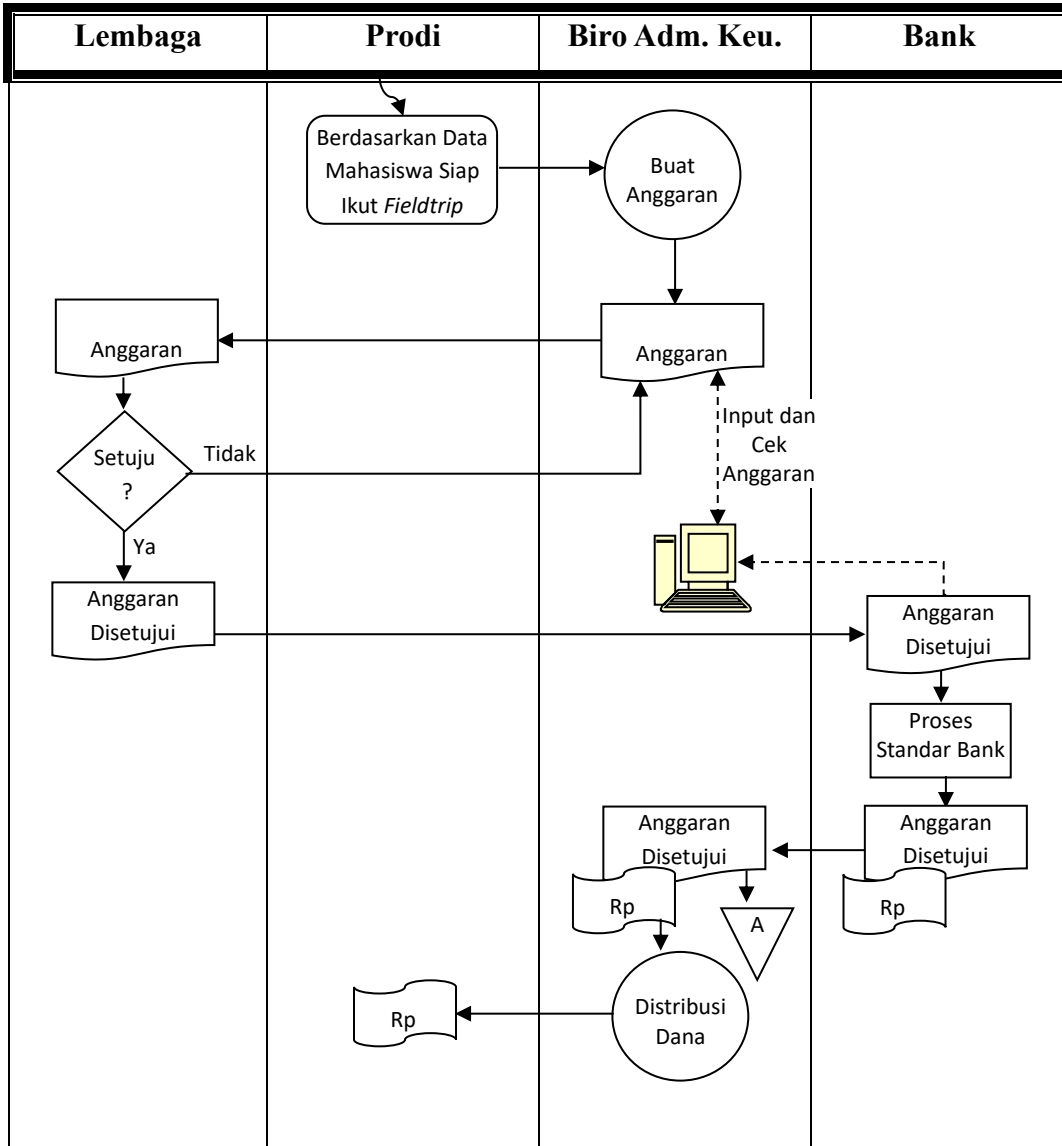 Lembaga
Prodi
Biro Adm. Keu.
Bank
Berdasarkan Data
Mahasiswa Siap
Ikut Fieldtrip
Buat
Anggaran
Anggaran
Anggaran
Setuju
?
Tidak
Input dan
Cek
Anggaran
Ya
Anggaran
Disetujui
Anggaran
Disetujui
Proses
Standar Bank
Anggaran
Disetujui
Rp
A
Anggaran
Disetujui
Rp
Rp
Distribusi
Dana